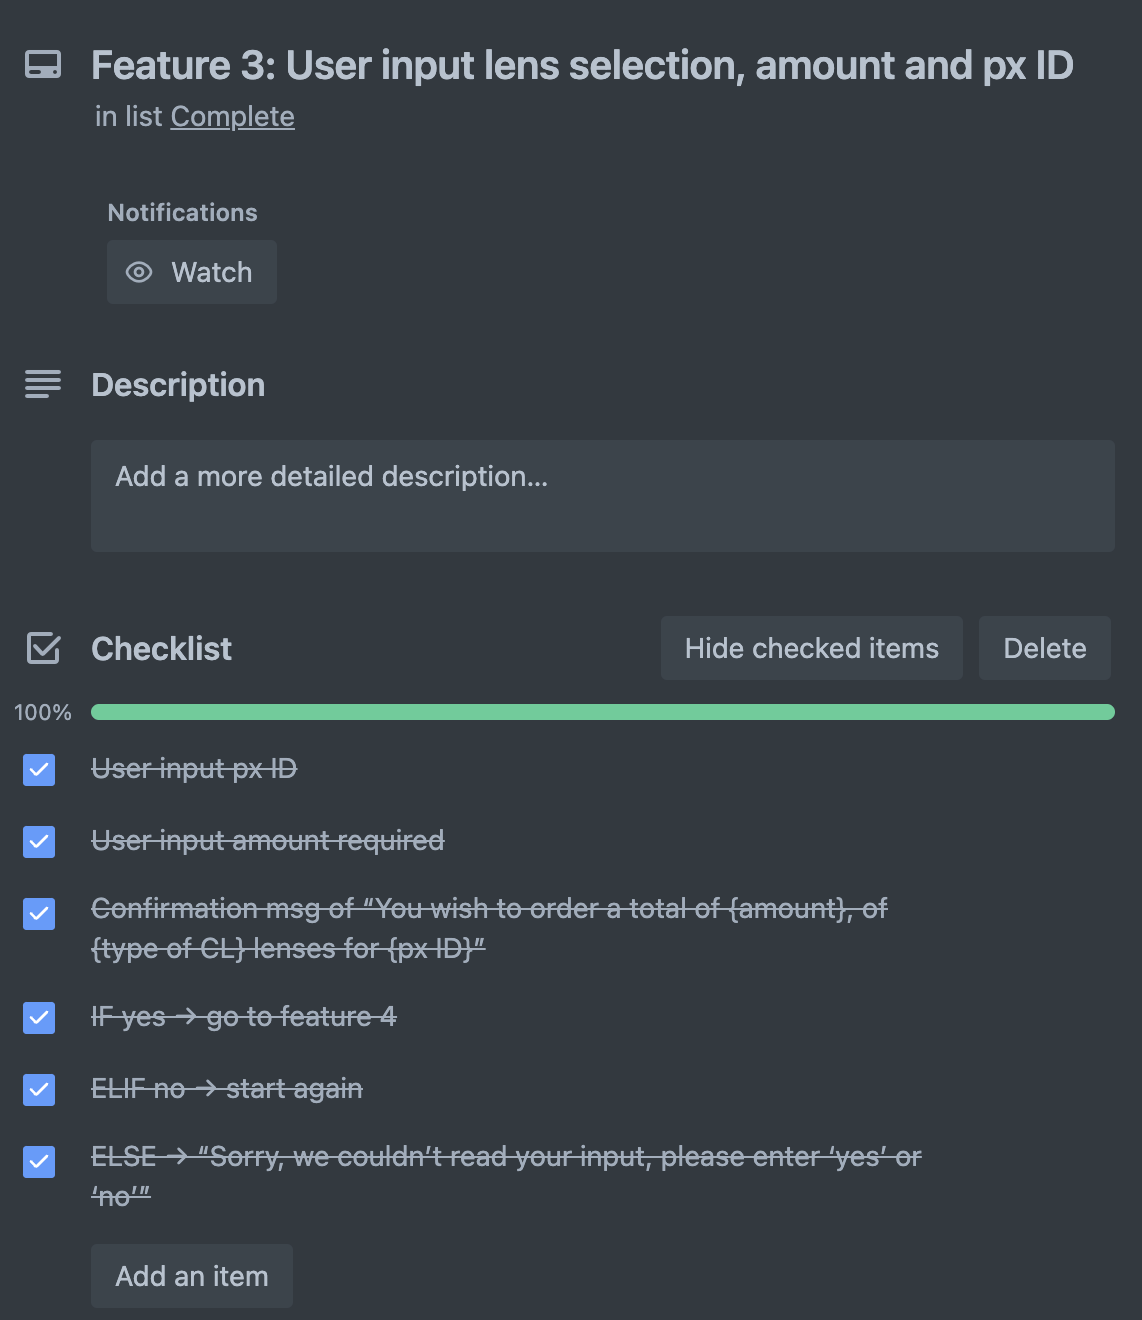 Feature 3: User input lens selection, amount and px ID
in list Complete
Notifications
Watch
Description
Add a more detailed description...
Checklist
Hide checked items
Delete
100%
User input px ID
User input amount required
Confirmation msg of “You wish to order a total of {amount}, of
{type of CL} lenses for {px ID}”
IF yes → go to feature 4
ELIF no → start again
ELSE → “Sorry, we couldn’t read your input, please enter ‘yes’ or
‘no’”
Add an item